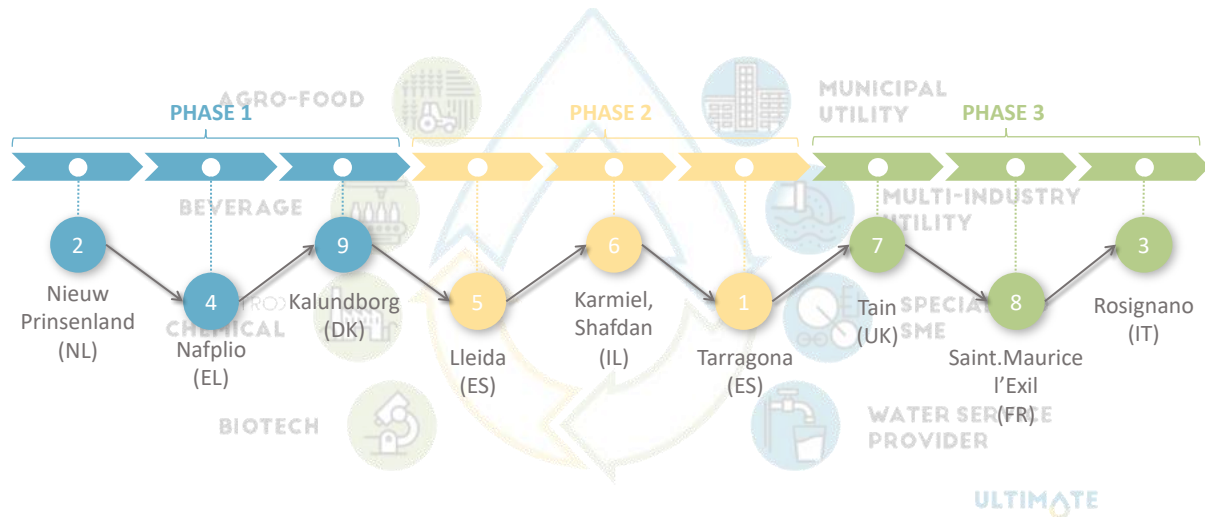 AGRO-FOOD
MUNICIPAL
UTILITY
PHASE 1
PHASE 2
PHASE 3
BEVERAGE
MULTI-INDUSTRY
UTILITY
2
4
9
5
6
1
7
8
3
Nieuw
Prinsenland
(NL)
Nafplio
(EL)
Kalundborg
(DK)
Lleida
(ES)
Karmiel,
Shafdan
(IL)
Tarragona
(ES)
Tain
(UK)
Saint.Maurice
l'Exil
(FR)
Rosignano
(IT)
CHEMICAL
SME
BIOTECH
WATER SERVICE
PROVIDER
ULTIMATE